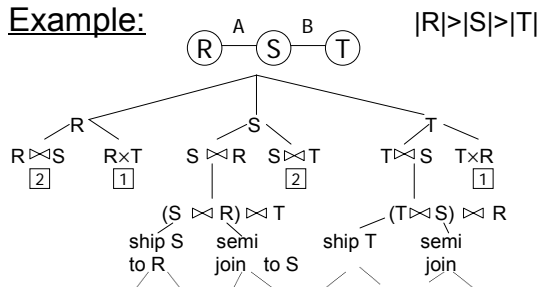 Example:
A B |R|>|S|>|T|
R S T
R S T
R⋈S R×T S⋈R S⋈T T⋈S T×R
2 1 2 1
(S ⋈ R) ⋈ T (T⋈ S) ⋈ R
ship S semi ship T semi
to R join to S join